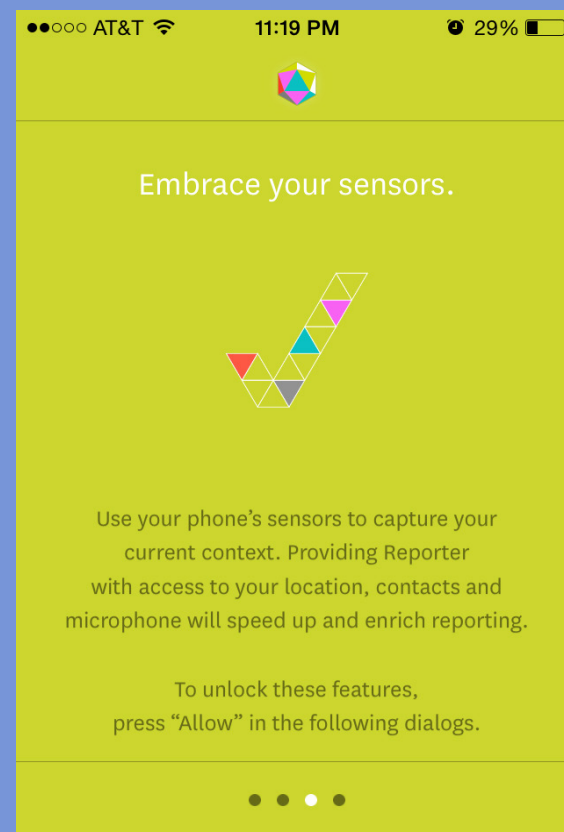 AT&T 11:19 PM 29%
Embrace your sensors.
Use your phone’s sensors to capture your
current context. Providing Reporter
with access to your location, contacts and
microphone will speed up and enrich reporting.
To unlock these features,
press “Allow” in the following dialogs.